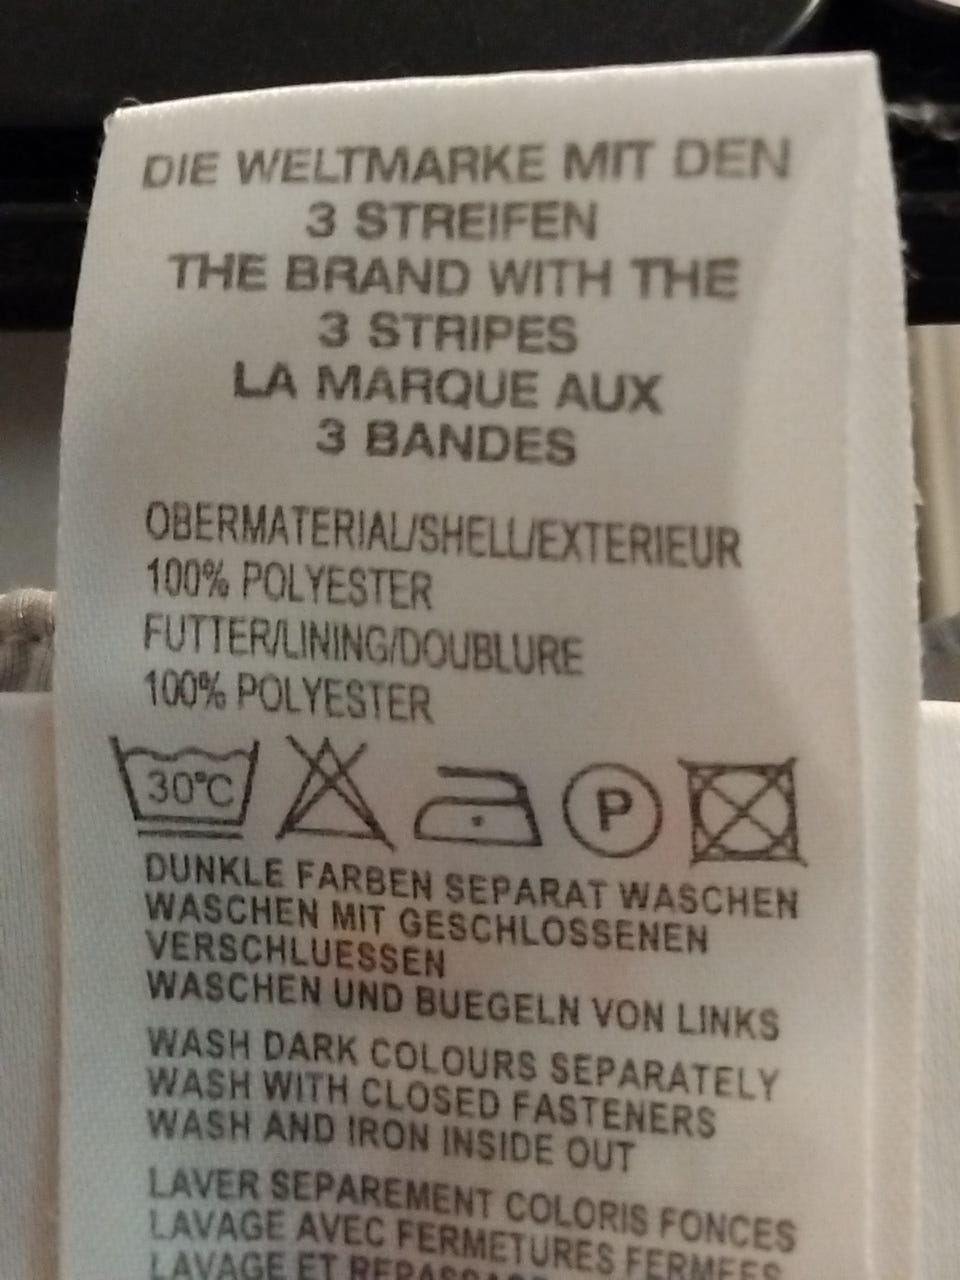 DIE WELTMARKE MIT DEN
3 STREIFEN
THE BRAND WITH THE
3 STRIPES
LA MARQUE AUX
3 BANDES
OBERMATERIAL/SHELL/EXTERIEUR
100% POLYESTER
FUTTER/LINING/DOUBLURE
100% POLYESTER
30°C P
DUNKLE FARBEN SEPARAT WASCHEN
WASCHEN MIT GESCHLOSSENEN
VERSCHLUESSEN
WASCHEN UND BUEGELN VON LINKS
WASH DARK COLOURS SEPARATELY
WASH WITH CLOSED FASTENERS
WASH AND IRON INSIDE OUT
LAVER SEPAREMENT COLORIS FONCES
LAVAGE AVEC FERMETURES FERMEES
LAVAGE ET